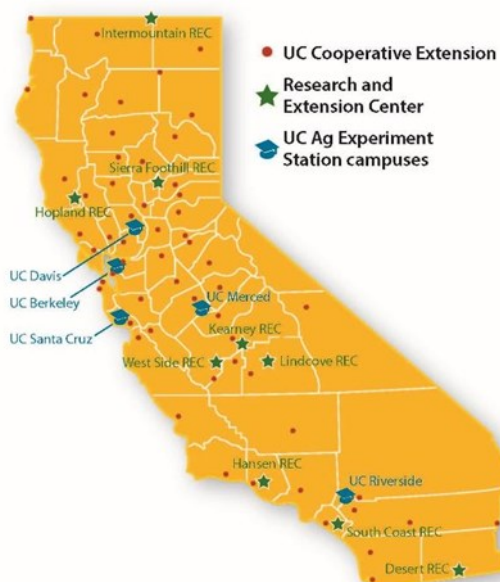 Intermountain REC
UC Cooperative Extension
Research and
Extension Center
UC Ag Experiment
Station campuses
Sierra Foothill REC
Hopland REC
UC Davis
UC Berkeley
UC Merced
UC Santa Cruz
Kearney REC
West Side REC
Lindcove REC
Hansen REC
UC Riverside
South Coast REC
Desert REC